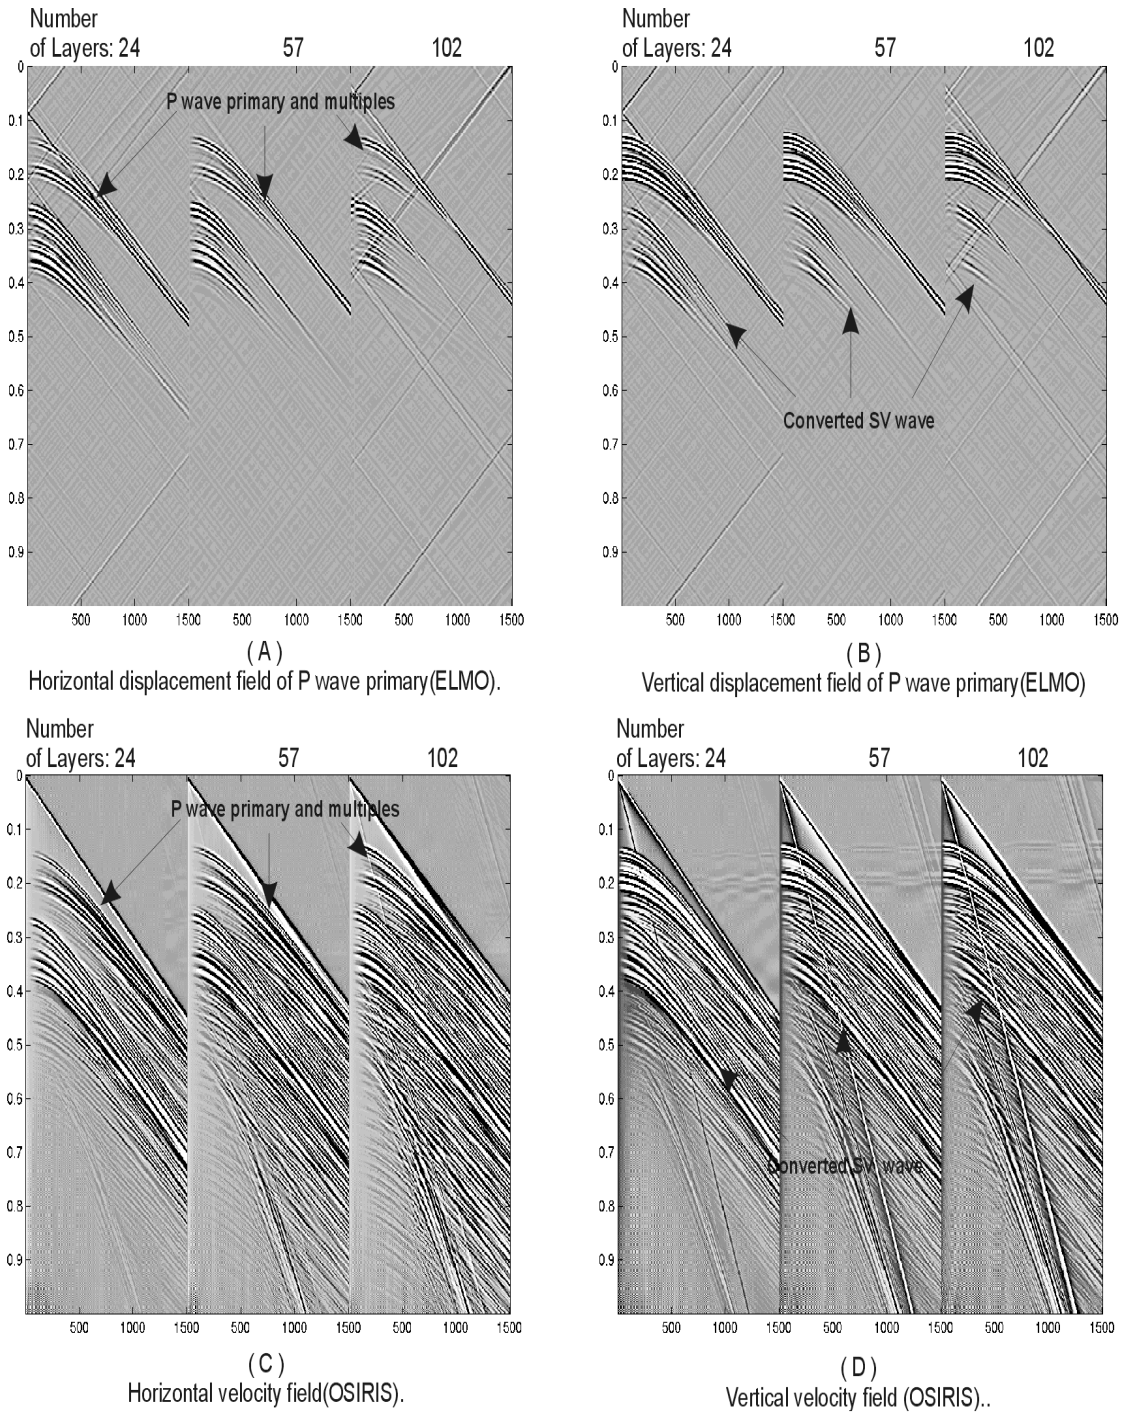 Number
of Layers: 24 57 102
Number
of Layers: 24 57 102
0
0.1
0.2
0.3
0.4
0.5
0.6
0.7
0.8
0.9
P wave primary and multiples
500 1000 1500 500 1000 1500 500 1000 1500
( A )
Horizontal displacement field of P wave primary(ELMO).
0
0.1
0.2
0.3
0.4
0.5
0.6
0.7
0.8
0.9
Converted SV wave
500 1000 1500 500 1000 1500 500 1000 1500
( B )
Vertical displacement field of P wave primary(ELMO)
Number
of Layers: 24 57 102
Number
of Layers: 24 57 102
0
0.1
0.2
0.3
0.4
0.5
0.6
0.7
0.8
0.9
P wave primary and multiples
500 1000 500 1000 1500 500 1000 1500
( C )
Horizontal velocity field(OSIRIS).
0
0.1
0.2
0.3
0.4
0.5
0.6
0.7
0.8
0.9
Converted SV wave
500 1000 1500 500 1000 1500 500 1000 1500
( D )
Vertical velocity field (OSIRIS)..